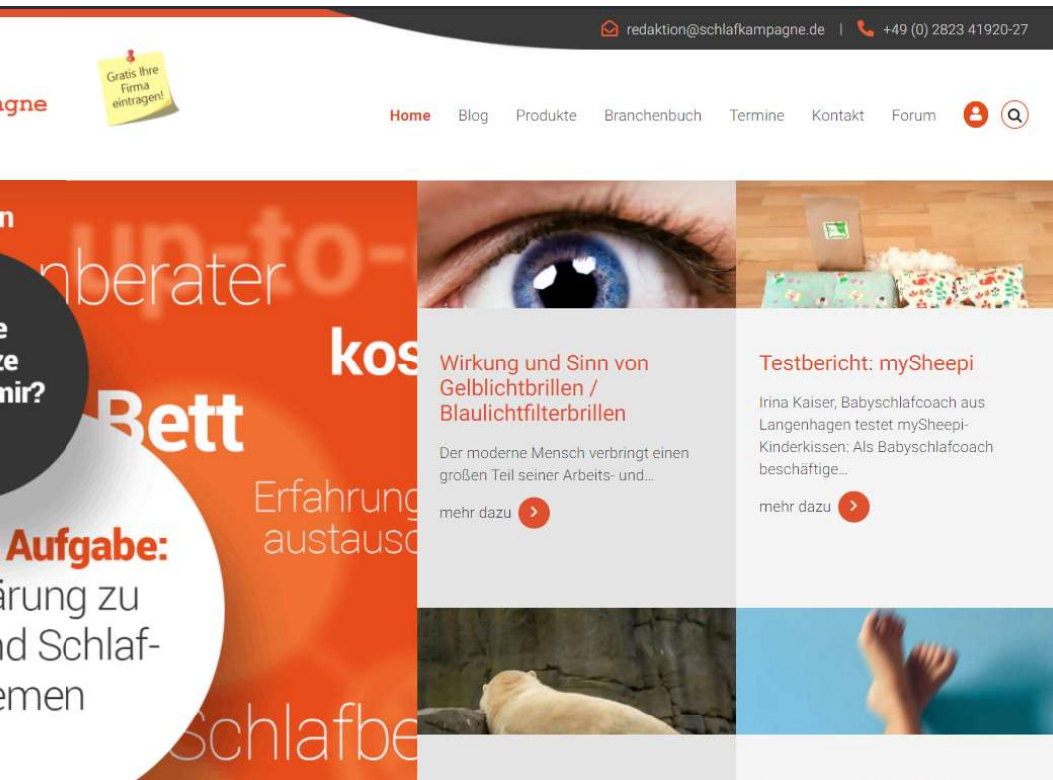 redaktion@schlafkampagne.de | +49 (0) 2823 41920-27
Gratis Ihre
Firma
eintragen!
agne
Home Blog Produkte Branchenbuch Termine Kontakt Forum
n
up-to-
nberater
e
ze
mir?
kos
Bett
Erfahrung
austausc
Aufgabe:
ärung zu
nd Schlaf-
emen
Schlafbe
Wirkung und Sinn von
Gelblichtbrillen /
Blaulichtfilterbrillen
Der moderne Mensch verbringt einen
großen Teil seiner Arbeits- und...
mehr dazu
Testbericht: mySheepi
Irina Kaiser, Babyschlafcoach aus
Langenhagen testet mySheepi-
Kinderkissen: Als Babyschlafcoach
beschäftige...
mehr dazu